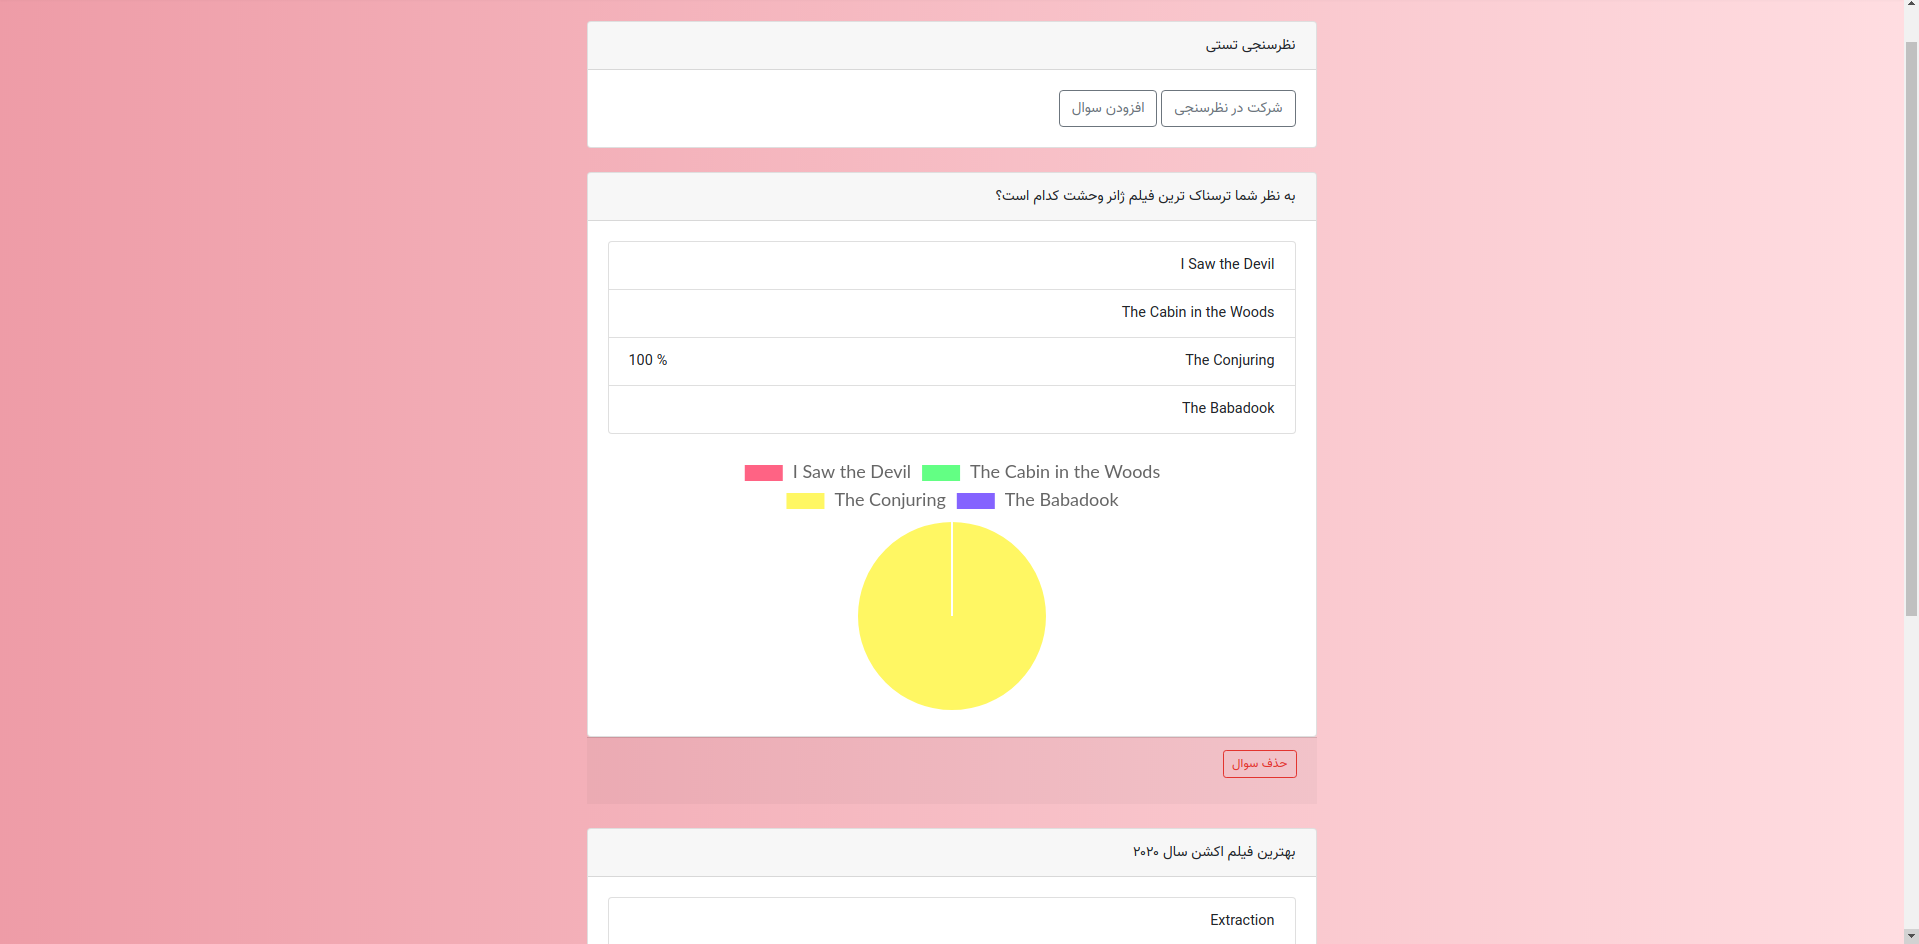 نظرسنجی تستی
شرکت در نظرسنجی افزودن سوال
به نظر شما ترسناک ترین فیلم ژانر وحشت کدام است؟
I Saw the Devil
The Cabin in the Woods
The Conjuring 100 %
The Babadook
I Saw the Devil The Cabin in the Woods
The Conjuring The Babadook
حذف سوال
بهترین فیلم اکشن سال ۲۰۲۰
Extraction